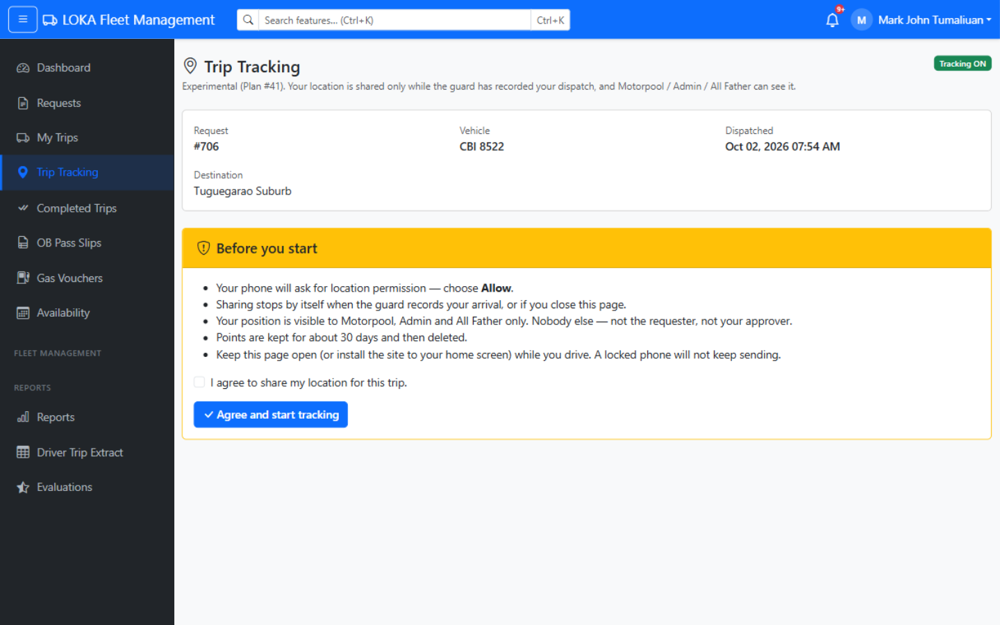 LOKA Fleet Management
Search features... (Ctrl+K)
Ctrl+K
9+
M
Mark John Tumaliuan
Dashboard
Requests
My Trips
Trip Tracking
Completed Trips
OB Pass Slips
Gas Vouchers
Availability
FLEET MANAGEMENT
REPORTS
Reports
Driver Trip Extract
Evaluations
Trip Tracking
Tracking ON
Experimental (Plan #41). Your location is shared only while the guard has recorded your dispatch, and Motorpool / Admin / All Father can see it.
Request
#706
Vehicle
CBI 8522
Dispatched
Oct 02, 2026 07:54 AM
Destination
Tuguegarao Suburb
Before you start
Your phone will ask for location permission — choose Allow.
Sharing stops by itself when the guard records your arrival, or if you close this page.
Your position is visible to Motorpool, Admin and All Father only. Nobody else — not the requester, not your approver.
Points are kept for about 30 days and then deleted.
Keep this page open (or install the site to your home screen) while you drive. A locked phone will not keep sending.
I agree to share my location for this trip.
Agree and start tracking